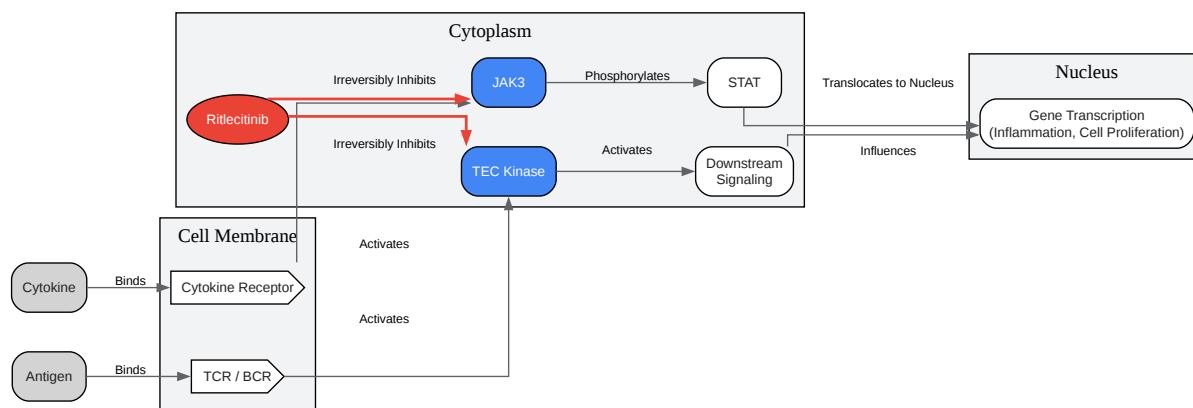 Cytoplasm
Nucleus
Irreversibly Inhibits
JAK3
Phosphorylates
STAT
Translocates to Nucleus
Ritlecitinib
Gene Transcription
(Inflammation, Cell Proliferation)
Irreversibly Inhibits
TEC Kinase
Activates
Downstream
Signaling
Influences
Cell Membrane
Activates
Cytokine
Binds
Cytokine Receptor
Activates
Antigen
Binds
TCR / BCR